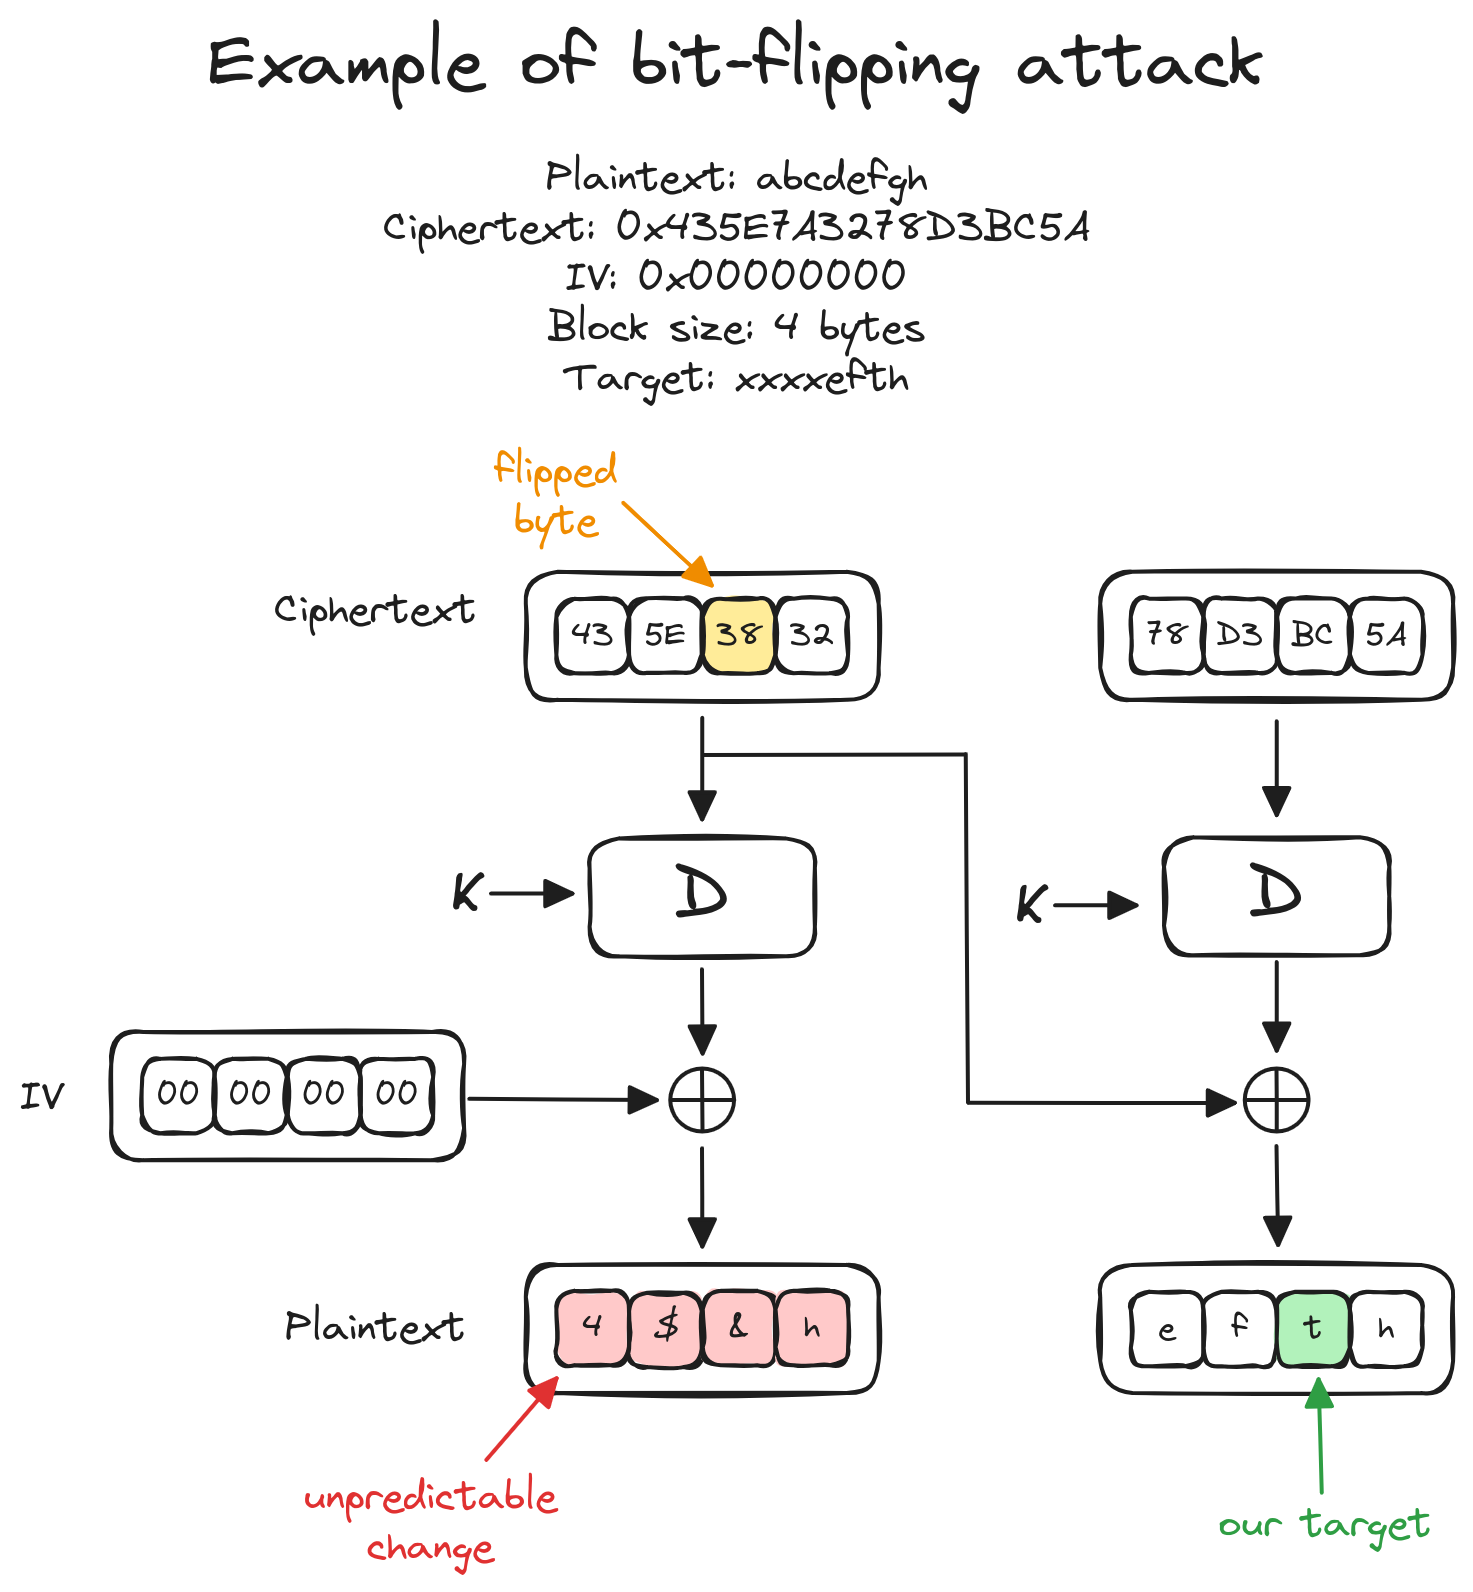 Example of bit-flipping attack
Plaintext: abcdefgh
Ciphertext: 0x435E7A3278D3BC5A
IV: 0x00000000
Block size: 4 bytes
Target: xxxxefth
flipped
byte
Ciphertext
43 5E 38 32
78 D3 BC 5A
K
D
K
D
IV
00 00 00 00
Plaintext
4 $ & h
e f t h
unpredictable
change
our target